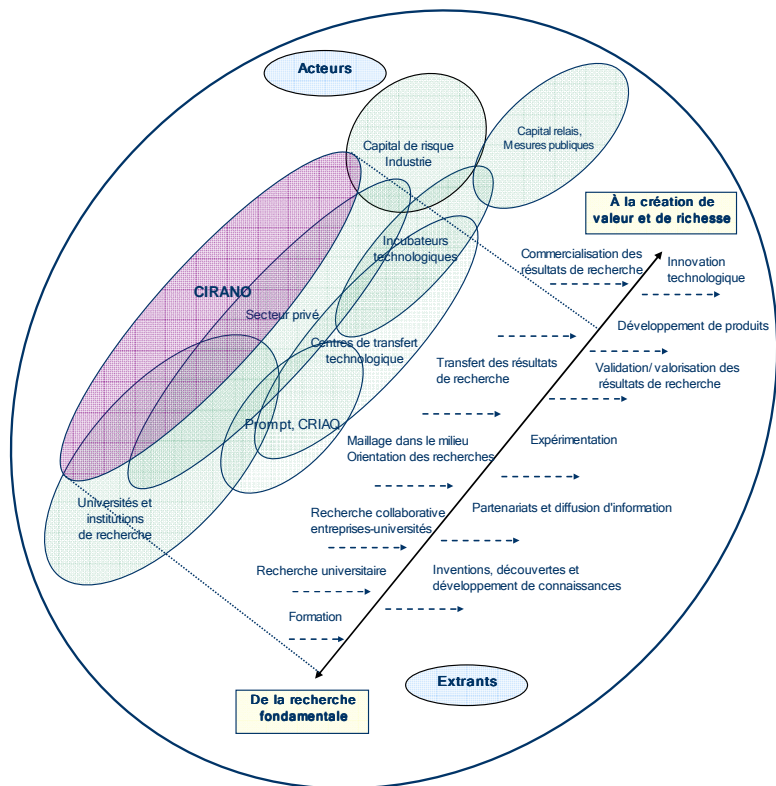 Acteurs
Capital de risque
Industrie
Capital relais,
Mesures publiques
À la création de
valeur et de richesse
Incubateurs
technologiques
Commercialisation des
résultats de recherche
Innovation
technologique
CIRANO
Secteur privé
Centres de transfert
technologique
Développement de produits
Transfert des résultats
de recherche
Validation/ valorisation des
résultats de recherche
Prompt, CRIAQ
Maillage dans le milieu
Orientation des recherches
Expérimentation
Universités et
institutions
de recherche
Recherche collaborative
entreprises-universités
Partenariats et diffusion d'information
Recherche universitaire
Inventions, découvertes et
développement de connaissances
Formation
Extrants
De la recherche
fondamentale